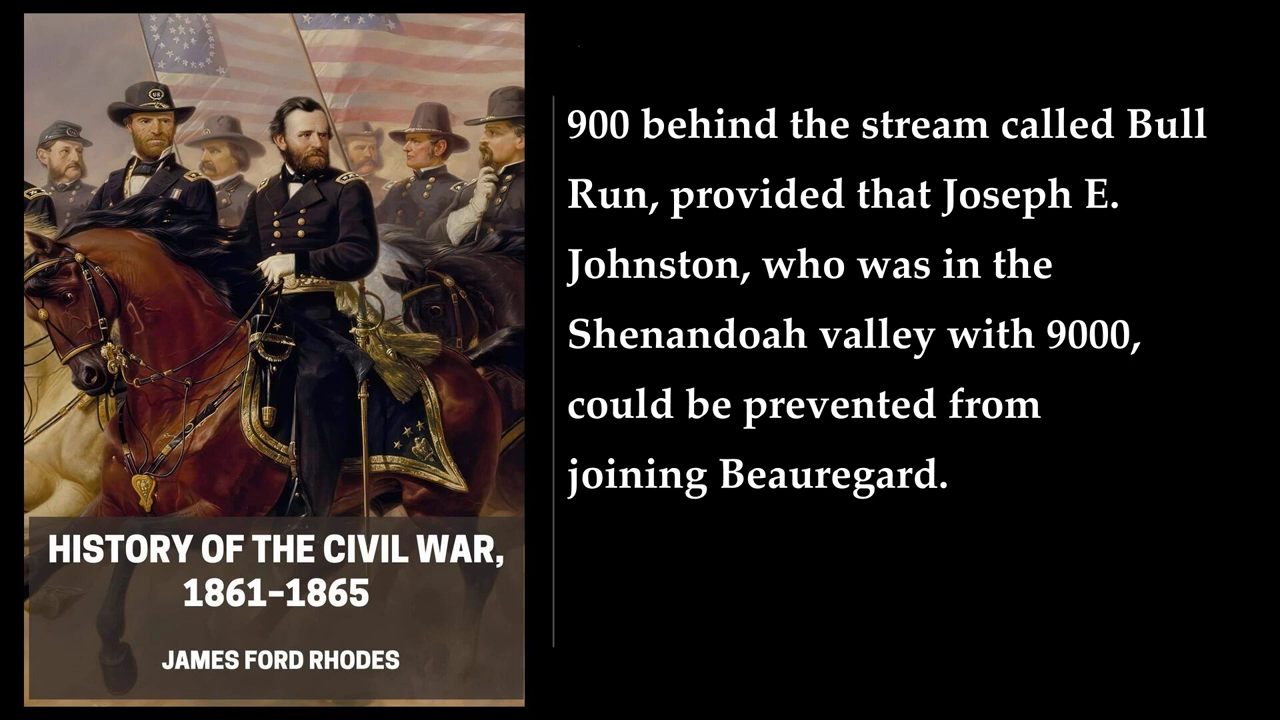 HISTORY OF THE CIVIL WAR,
1861–1865
JAMES FORD RHODES
900 behind the stream called Bull
Run, provided that Joseph E.
Johnston, who was in the
Shenandoah valley with 9000,
could be prevented from
joining Beauregard.